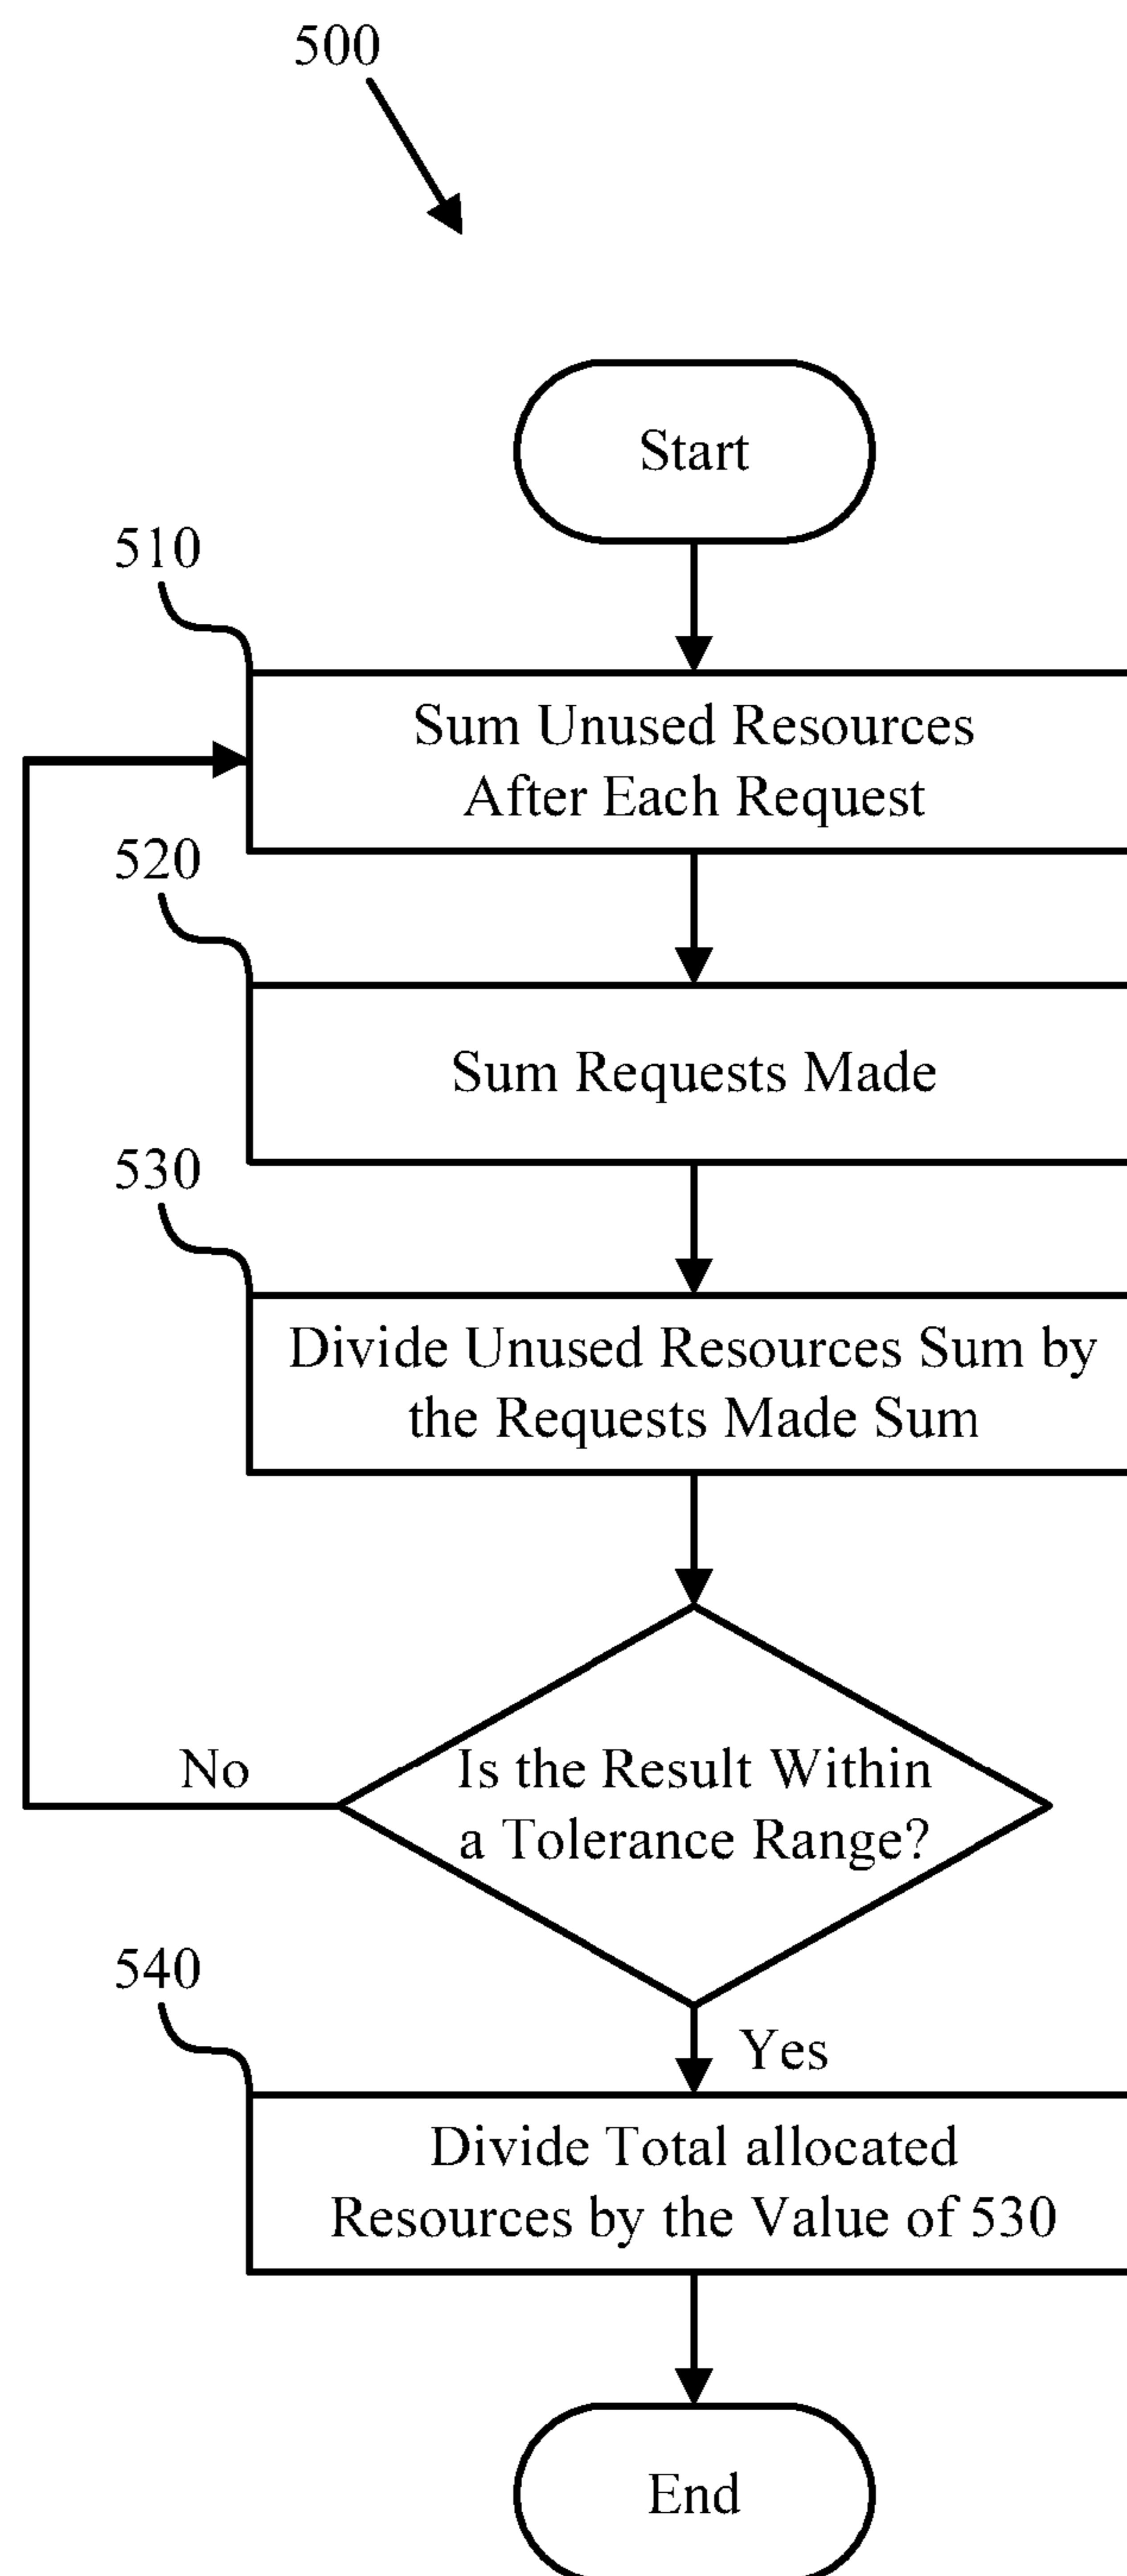 500
Start
510
Sum Unused Resources
After Each Request
520
Sum Requests Made
530
Divide Unused Resources Sum by
the Requests Made Sum
No
Is the Result Within
a Tolerance Range?
540
Yes
Divide Total allocated
Resources by the Value of 530
End